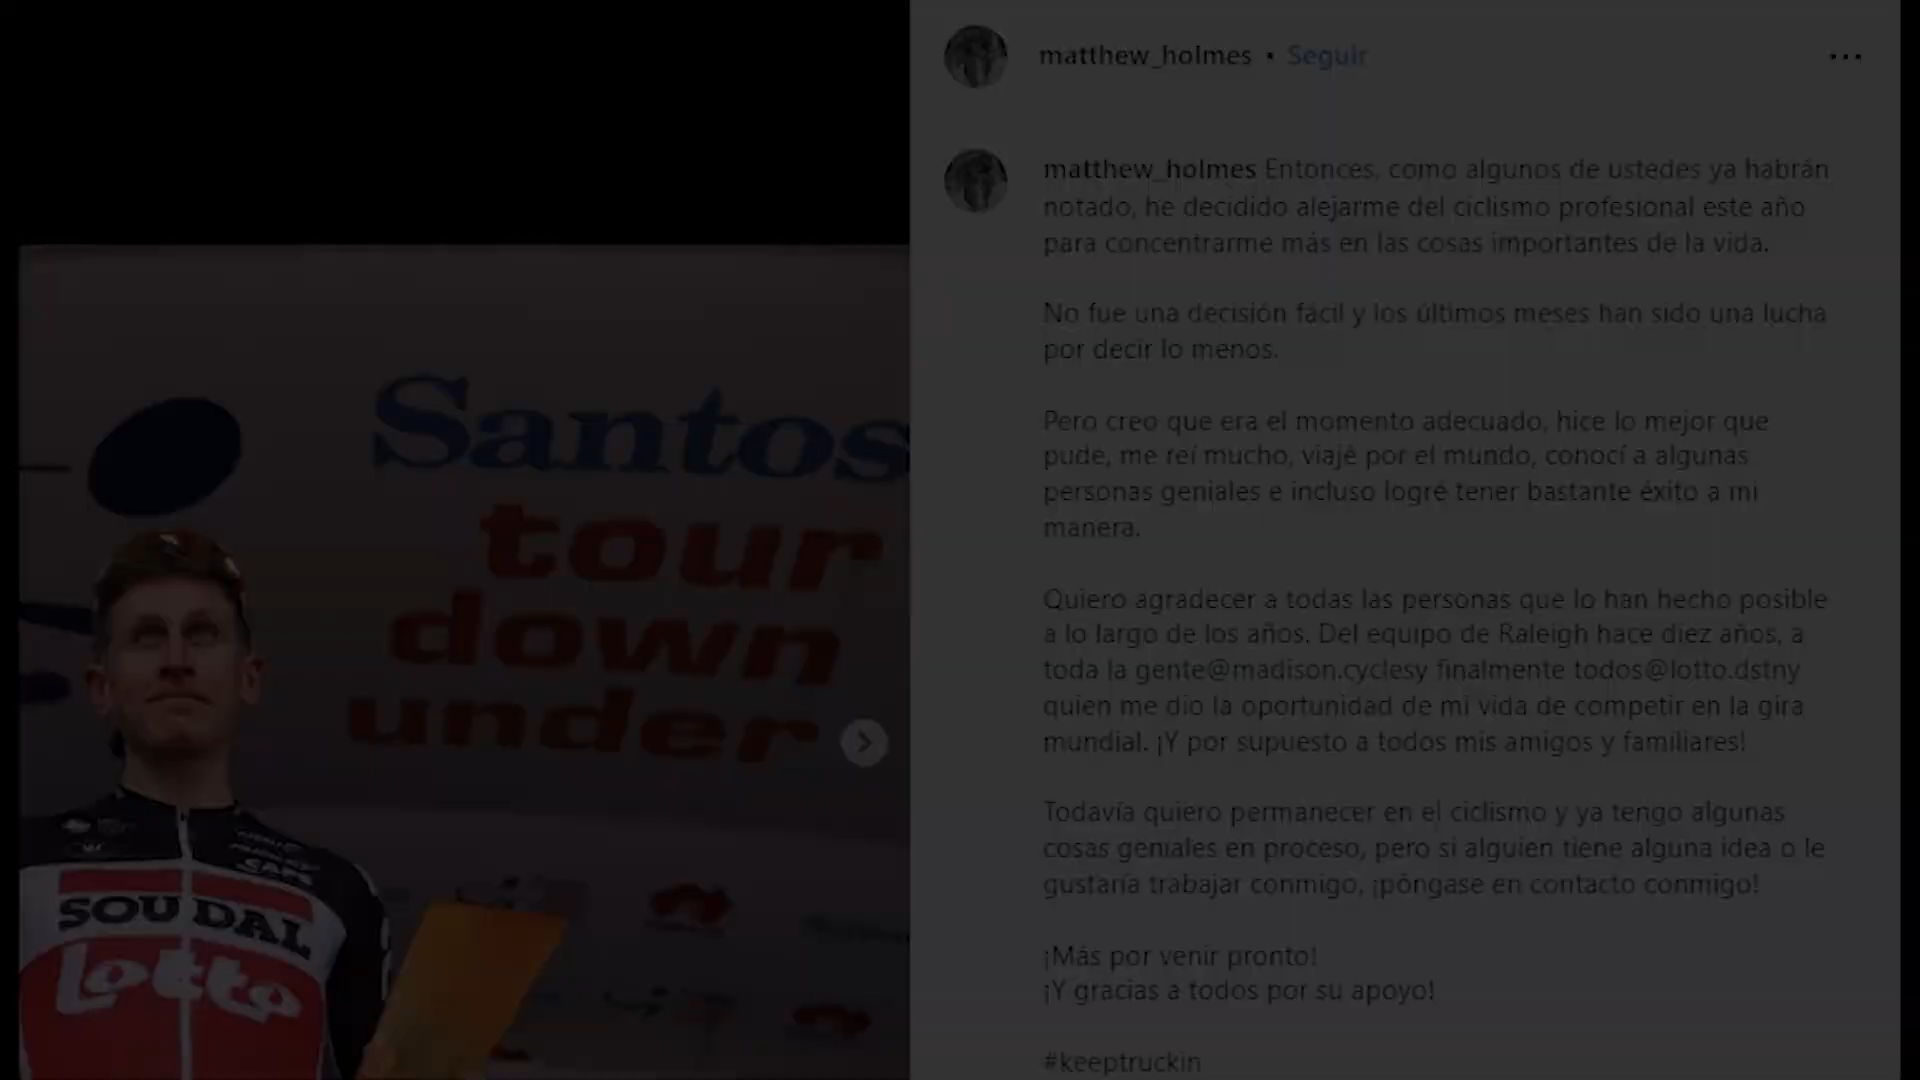 matthew_holmes • Seguir
matthew_holmes Entonces, como algunos de ustedes ya habrán
notado, he decidido alejarme del ciclismo profesional este año
para concentrarme más en las cosas importantes de la vida.
No fue una decisión fácil y los últimos meses han sido una lucha
por decir lo menos.
Pero creo que era el momento adecuado, hice lo mejor que
pude, me reí mucho, viajé por el mundo, conocí a algunas
personas geniales e incluso logré tener bastante éxito a mi
manera.
Quiero agradecer a todas las personas que lo han hecho posible
a lo largo de los años. Del equipo de Raleigh hace diez años, a
toda la gente@madison.cyclesy finalmente todos@lotto.dstny
quien me dio la oportunidad de mi vida de competir en la gira
mundial. ¡Y por supuesto a todos mis amigos y familiares!
Todavía quiero permanecer en el ciclismo y ya tengo algunas
cosas geniales en proceso, pero si alguien tiene alguna idea o le
gustaría trabajar conmigo, ¡póngase en contacto conmigo!
¡Más por venir pronto!
¡Y gracias a todos por su apoyo!
#keeptruckin
Santos
tour
down
under
SOUDAL
Lotto